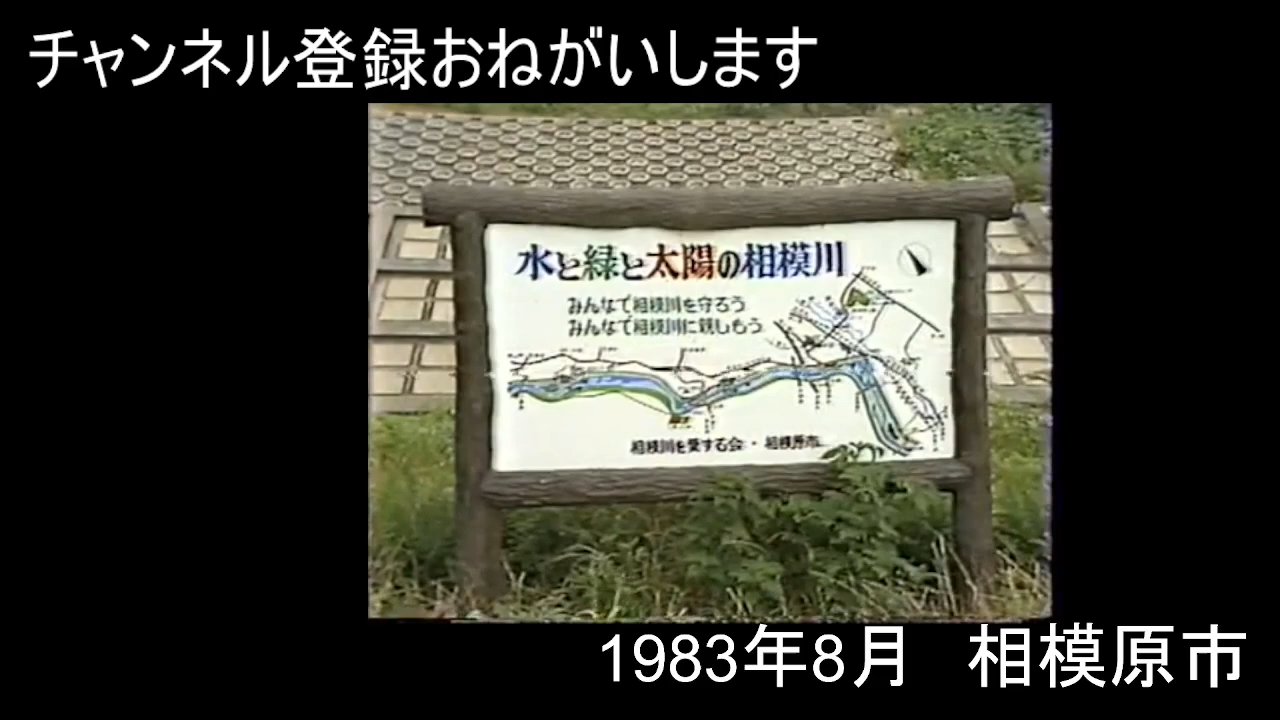 チャンネル登録おねがいします
水と緑と太陽の相模川
みんなで相模川を守ろう
みんなで相模川に親しもう
相模川を愛する会・相模原市
1983年8月　相模原市